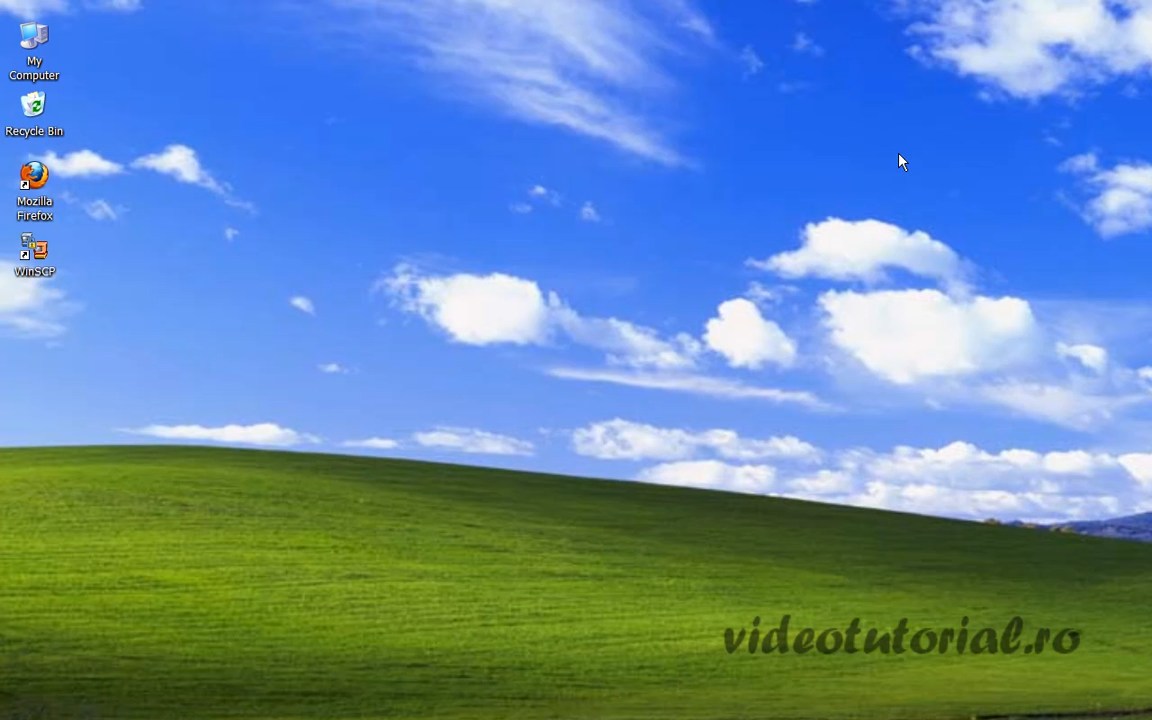 My
Computer
Recycle Bin
Mozilla
Firefox
WinSCP
videotutorial.ro